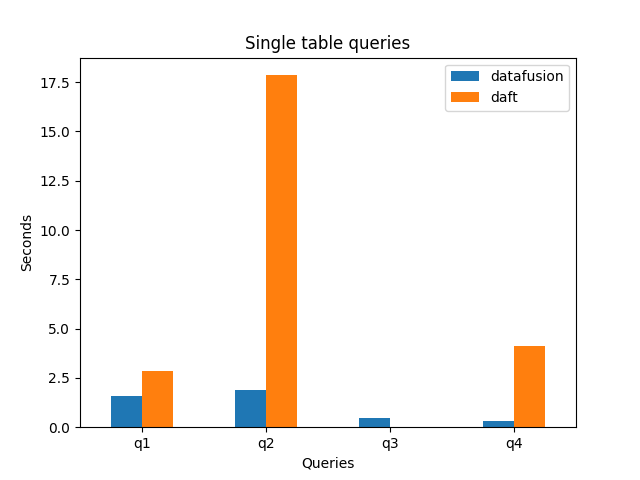 Single table queries
datafusion
daft
17.5
15.0
12.5
10.0
7.5
5.0
2.5
0.0
Seconds
q1 q2 q3 q4
Queries